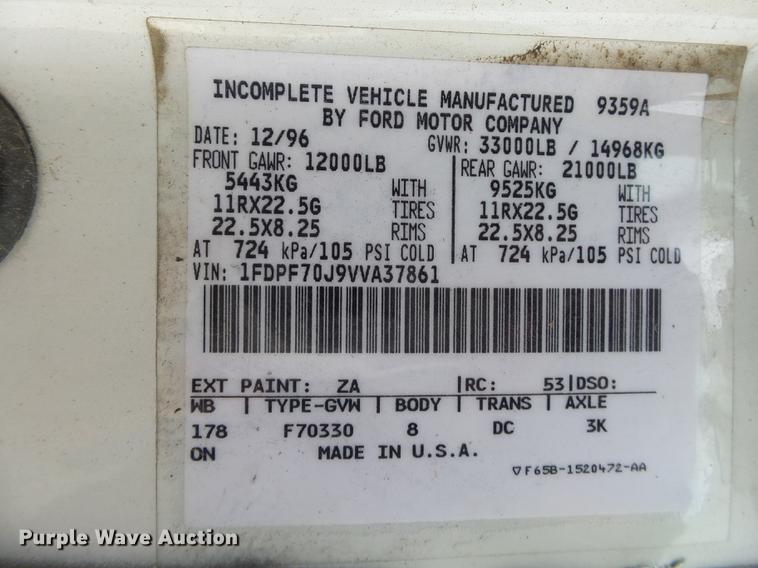 INCOMPLETE VEHICLE MANUFACTURED 9359A
BY FORD MOTOR COMPANY
DATE: 12/96 GVWR: 33000LB / 14968KG
FRONT GAWR: 12000LB REAR GAWR: 21000LB
5443KG WITH 9525KG WITH
11RX22.5G TIRES 11RX22.5G TIRES
22.5X8.25 RIMS 22.5X8.25 RIMS
AT 724 kPa/105 PSI COLD AT 724 kPa/105 PSI COLD
VIN: 1FDPF70J9VVA37861
EXT PAINT: ZA RC: 53 DSO:
WB TYPE-GVW BODY TRANS AXLE
178 F70330 8 DC 3K
ON MADE IN U.S.A.
F65B-1520472-AA
Purple Wave Auction